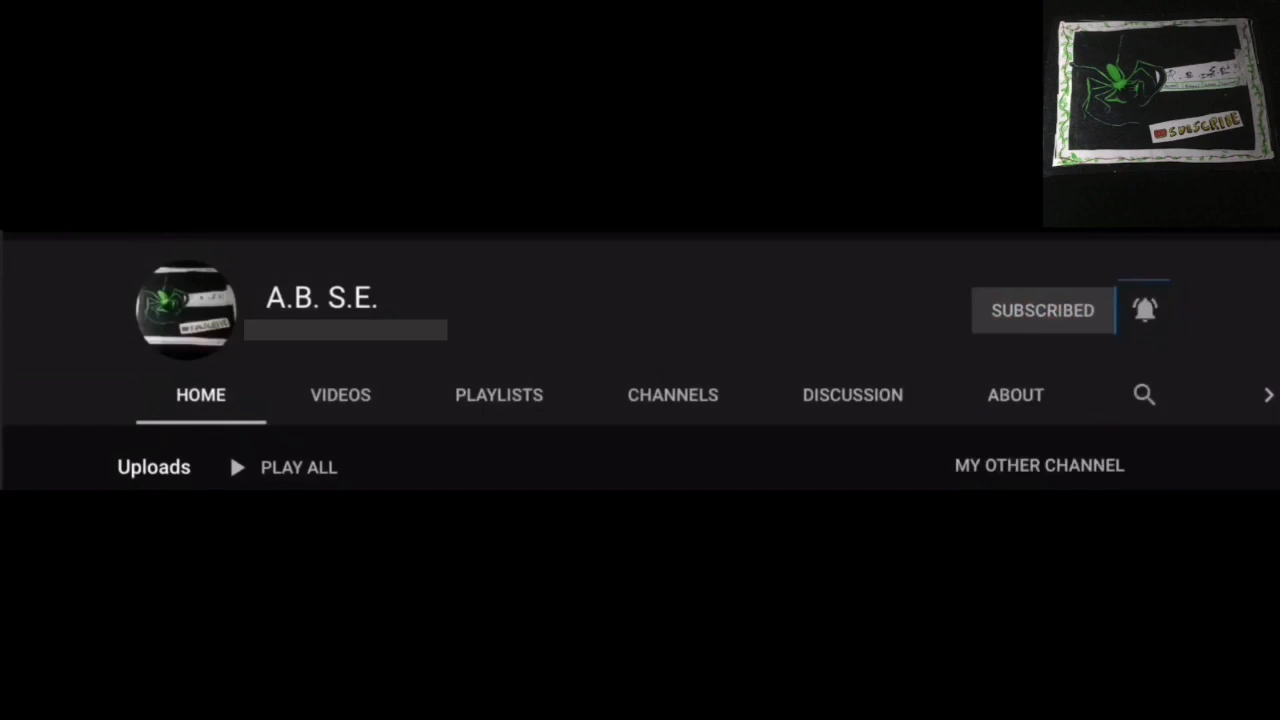 SUBSCRIBE
A.B. S.E.
SUBSCRIBED
HOME VIDEOS PLAYLISTS CHANNELS DISCUSSION ABOUT
Uploads PLAY ALL MY OTHER CHANNEL